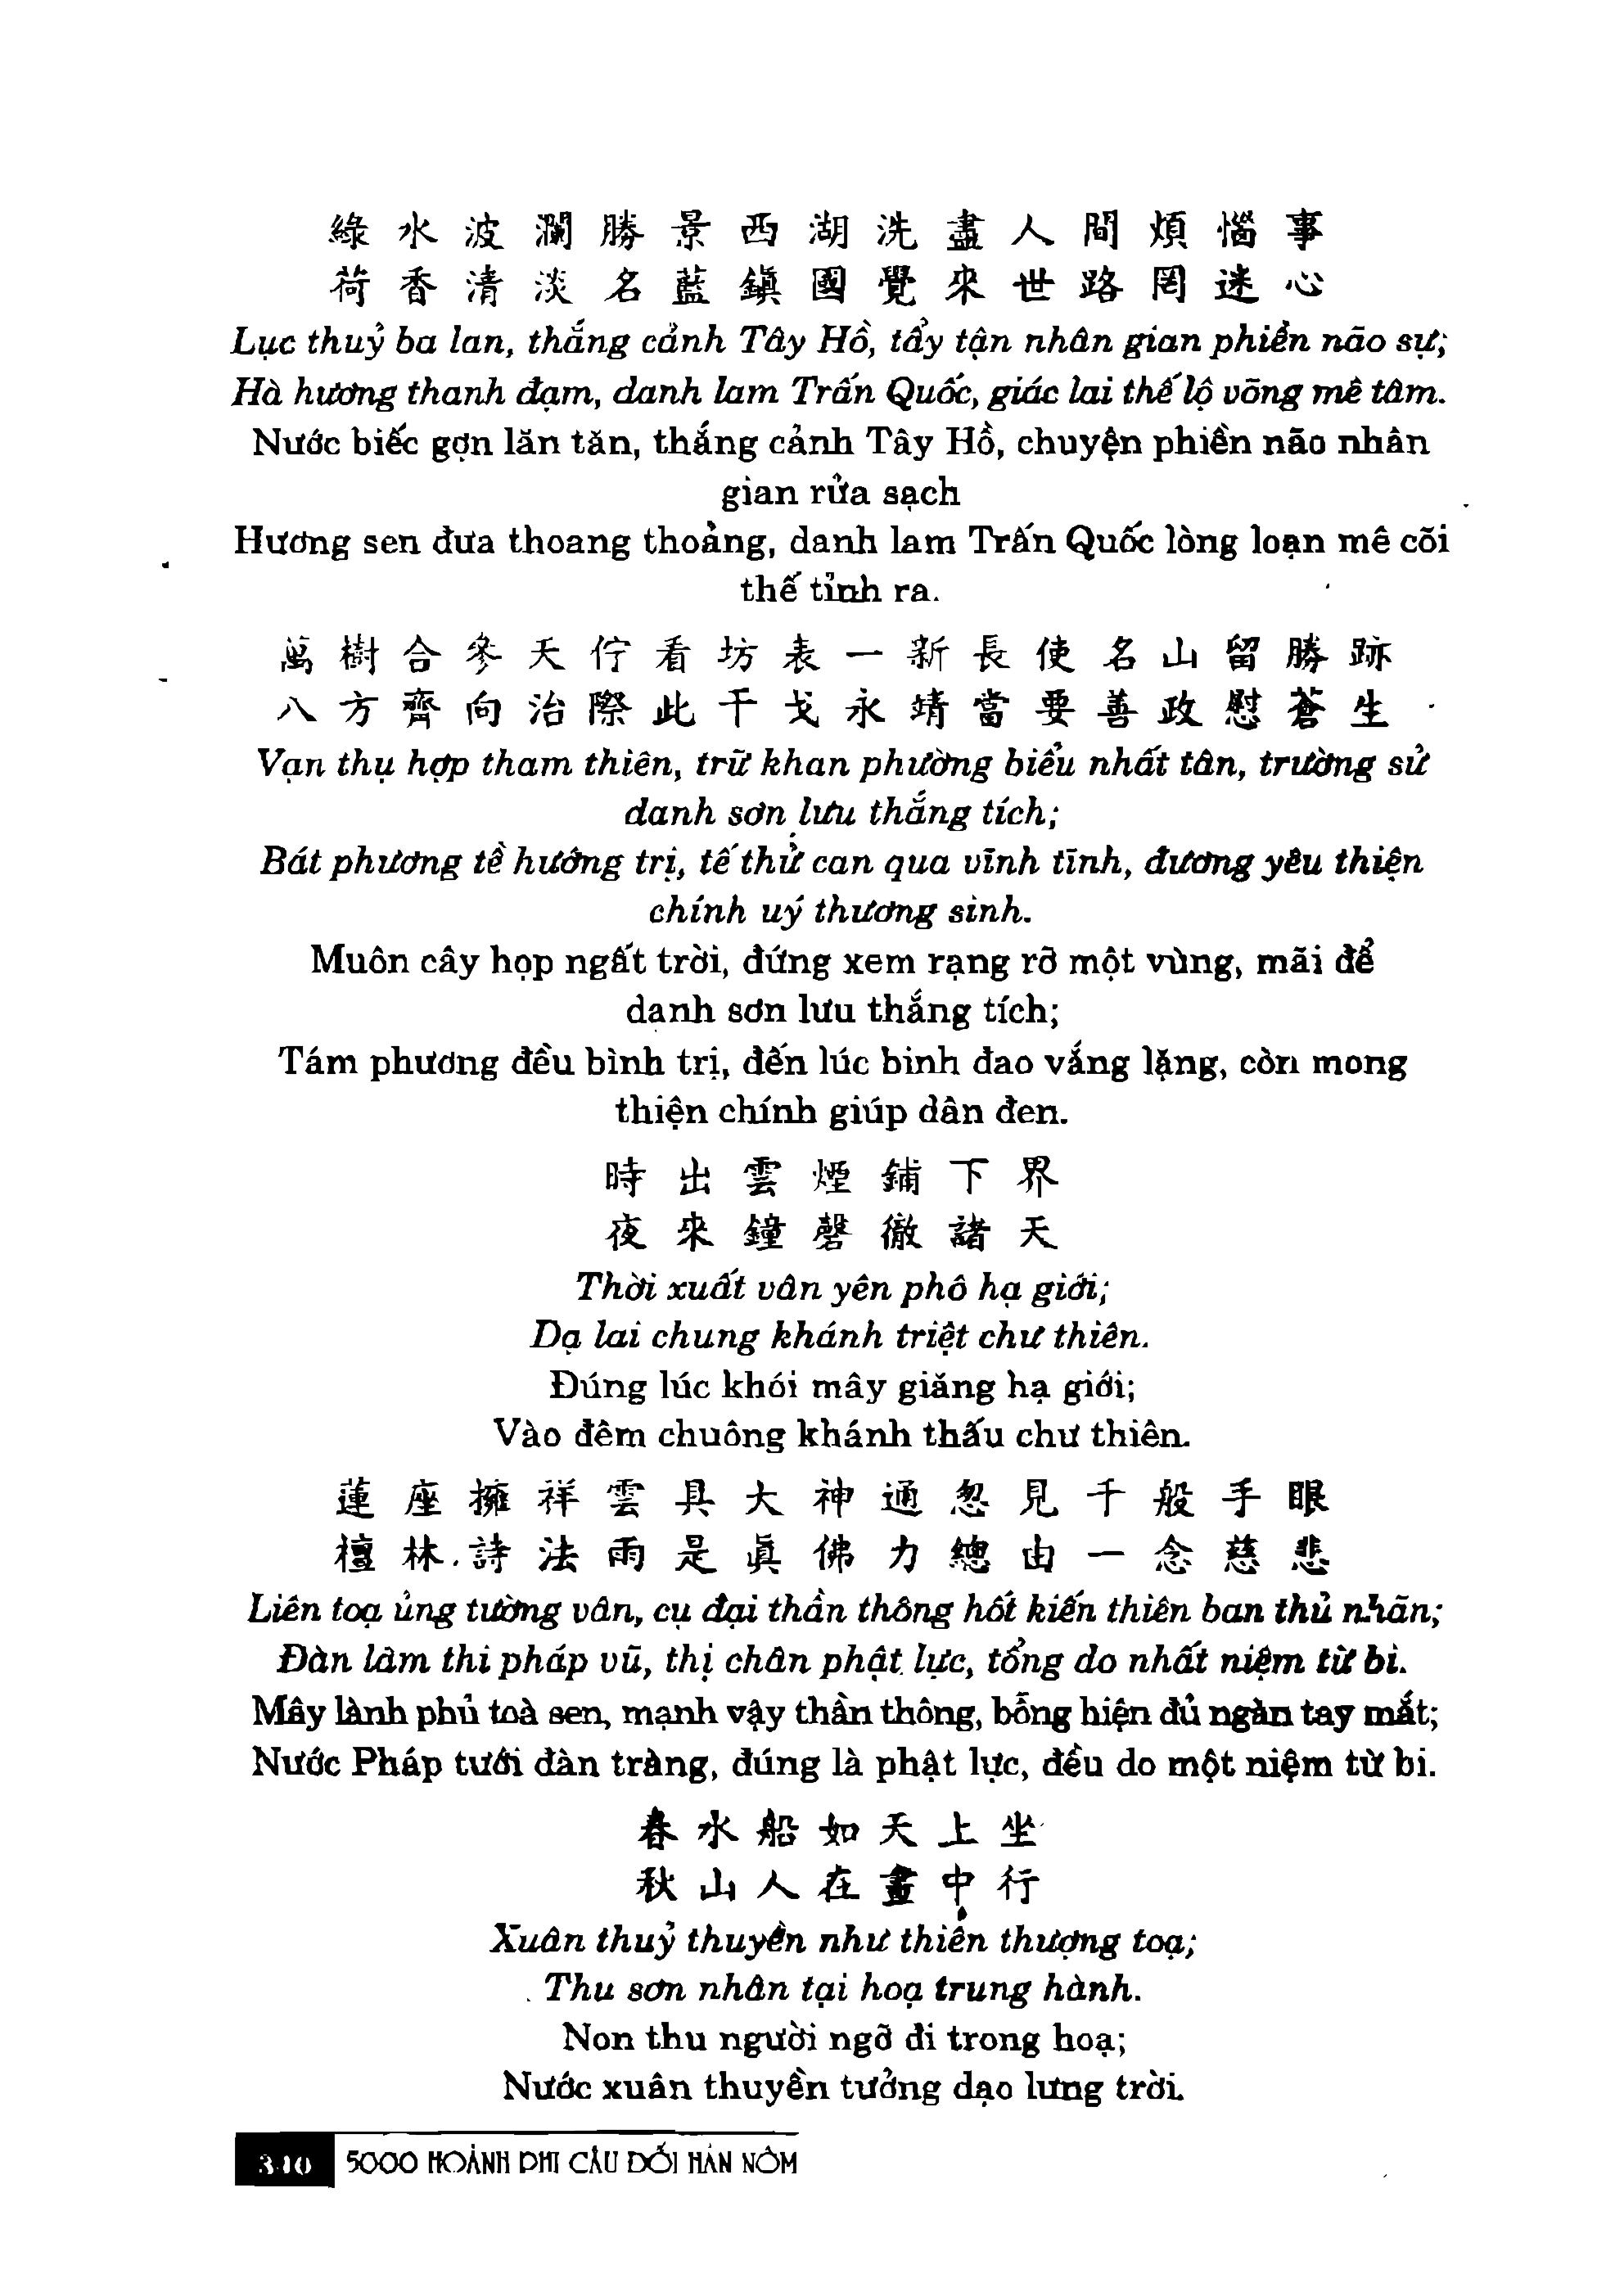 綠水波瀾勝景西湖洗盡人間煩惱事
荷香清淡名藍鎮國覺來世路罔迷心
Lục thuỷ ba lan, thắng cảnh Tây Hồ, tẩy tận nhân gian phiền não sự;
Hà hương thanh đạm, danh lam Trấn Quốc, giác lai thế lộ võng mê tâm.
Nước biếc gợn lăn tăn, thắng cảnh Tây Hồ, chuyện phiền não nhân
gian rửa sạch
Hương sen đưa thoang thoảng, danh lam Trấn Quốc lòng loạn mê cõi
thế tỉnh ra.
萬樹合參天佇看坊表一新長使名山留勝跡
八方齊向治際此干戈永靖當要善政慰蒼生
Vạn thụ hợp tham thiên, trữ khan phường biểu nhất tân, trường sử
danh sơn lưu thắng tích;
Bát phương tề hướng trị, tế thử can qua vĩnh tĩnh, đương yêu thiện
chính uý thương sinh.
Muôn cây họp ngất trời, đứng xem rạng rỡ một vùng, mãi để
danh sơn lưu thắng tích;
Tám phương đều bình trị, đến lúc binh đao vắng lặng, còn mong
thiện chính giúp dân đen.
時出雲煙鋪下界
夜來鐘磬徹諸天
Thời xuất vân yên phô hạ giới;
Dạ lai chung khánh triệt chư thiên.
Đúng lúc khói mây giăng hạ giới;
Vào đêm chuông khánh thấu chư thiên.
蓮座擁祥雲具大神通忽見千般手眼
檀林詩法雨是眞佛力總由一念慈悲
Liên toạ ủng tường vân, cụ đại thần thông hốt kiến thiên ban thủ nhãn;
Đàn lâm thi pháp vũ, thị chân phật lực, tổng do nhất niệm từ bi.
Mây lành phủ toà sen, mạnh vậy thần thông, bỗng hiện đủ ngàn tay mắt;
Nước Pháp tưới đàn tràng, đúng là phật lực, đều do một niệm từ bi.
春水船如天上坐
秋山人在畫中行
Xuân thuỷ thuyền như thiên thượng toạ;
Thu sơn nhân tại hoạ trung hành.
Non thu người ngỡ đi trong hoạ;
Nước xuân thuyền tưởng dạo lưng trời.
340 5000 HOÀNH PHI CÂU ĐỐI HÁN NÔM